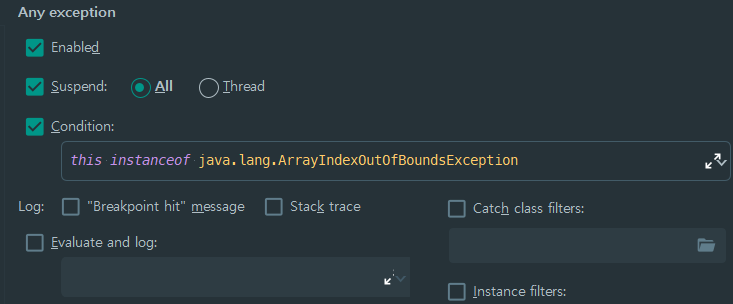 Any exception
Enabled
Suspend: All Thread
Condition:
this instanceof java.lang.ArrayIndexOutOfBoundsException
Log: "Breakpoint hit" message Stack trace Catch class filters:
Evaluate and log:
Instance filters: